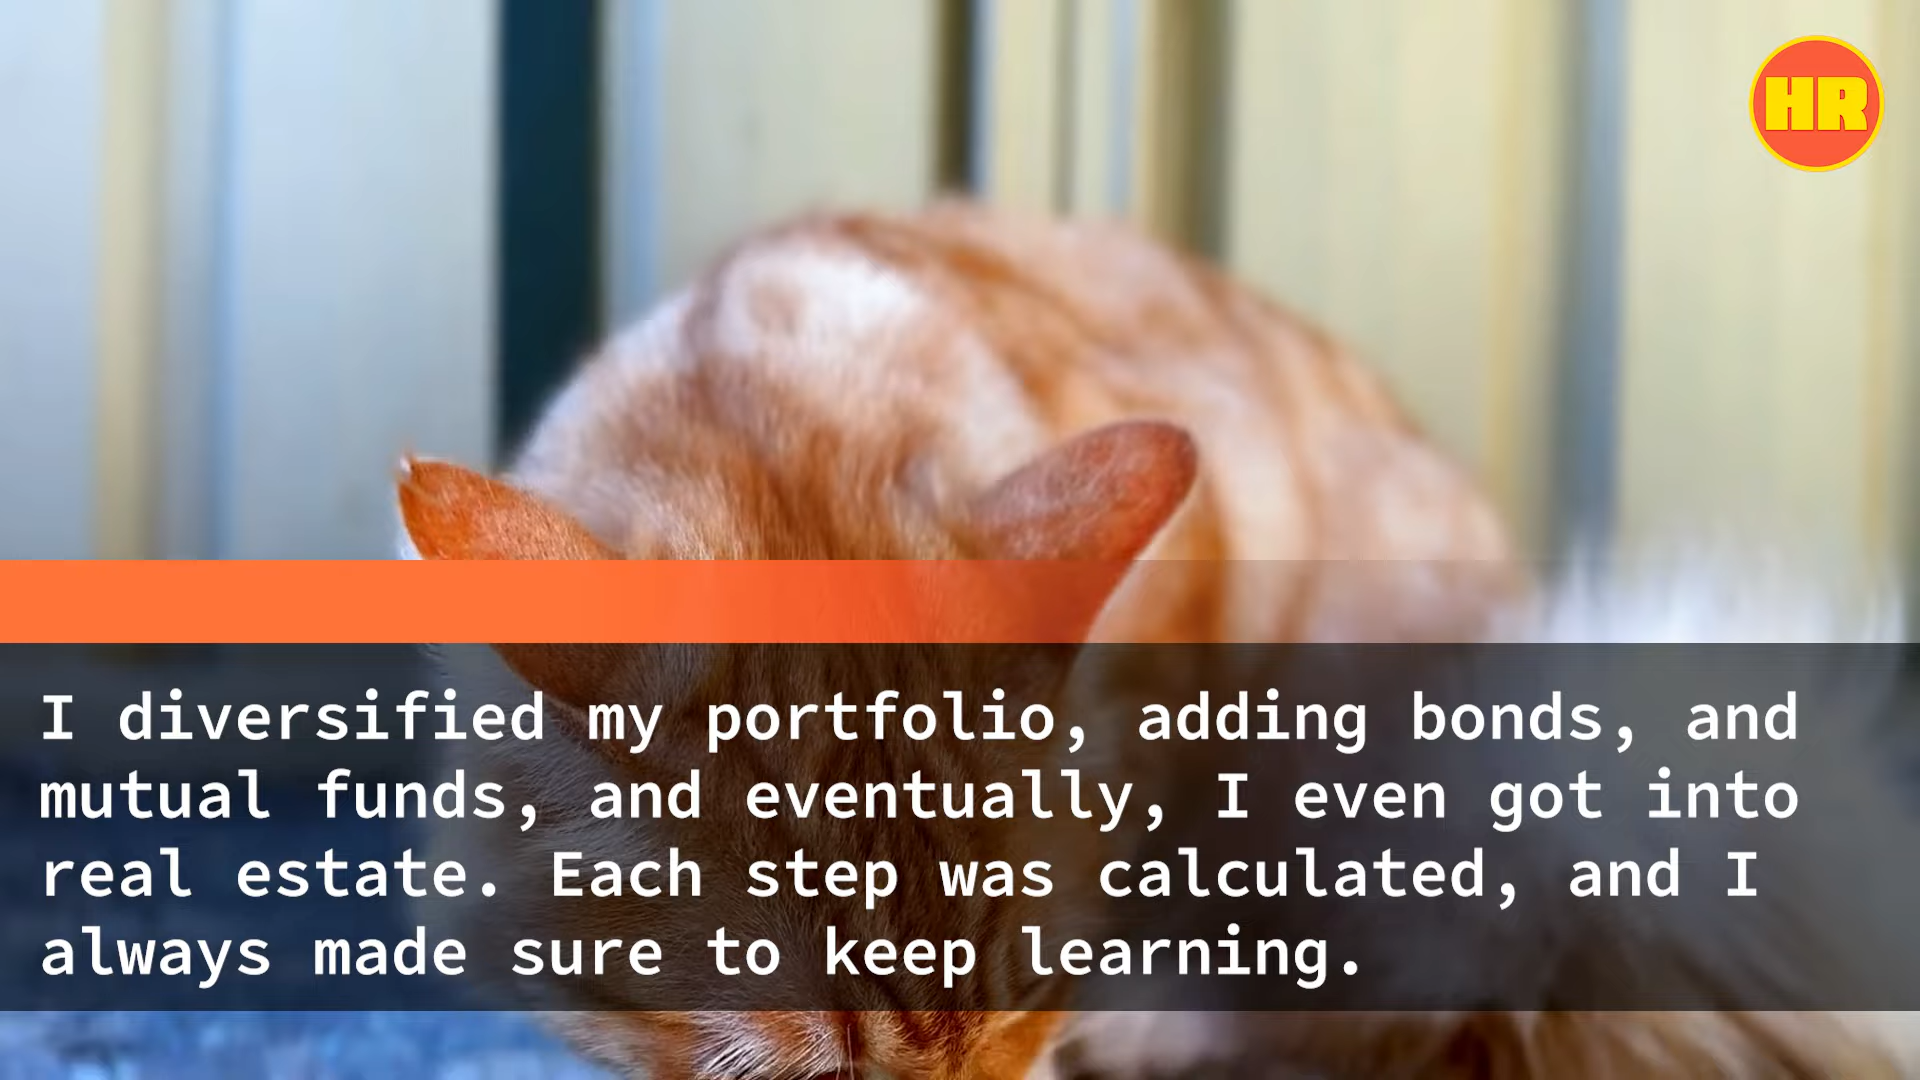 HR
I diversified my portfolio, adding bonds, and
mutual funds, and eventually, I even got into
real estate. Each step was calculated, and I
always made sure to keep learning.